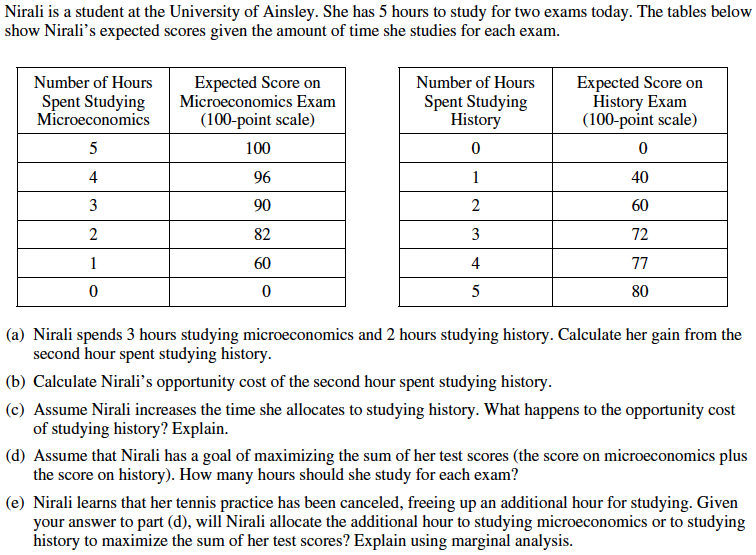 Nirali is a student at the University of Ainsley. She has 5 hours to study for two exams today. The tables below
show Nirali's expected scores given the amount of time she studies for each exam.
Number of Hours
Spent Studying
Microeconomics
Expected Score on
Microeconomics Exam
(100-point scale)
5 100
4 96
3 90
2 82
1 60
0 0
Number of Hours
Spent Studying
History
Expected Score on
History Exam
(100-point scale)
0 0
1 40
2 60
3 72
4 77
5 80
(a) Nirali spends 3 hours studying microeconomics and 2 hours studying history. Calculate her gain from the
second hour spent studying history.
(b) Calculate Nirali's opportunity cost of the second hour spent studying history.
(c) Assume Nirali increases the time she allocates to studying history. What happens to the opportunity cost
of studying history? Explain.
(d) Assume that Nirali has a goal of maximizing the sum of her test scores (the score on microeconomics plus
the score on history). How many hours should she study for each exam?
(e) Nirali learns that her tennis practice has been canceled, freeing up an additional hour for studying. Given
your answer to part (d), will Nirali allocate the additional hour to studying microeconomics or to studying
history to maximize the sum of her test scores? Explain using marginal analysis.